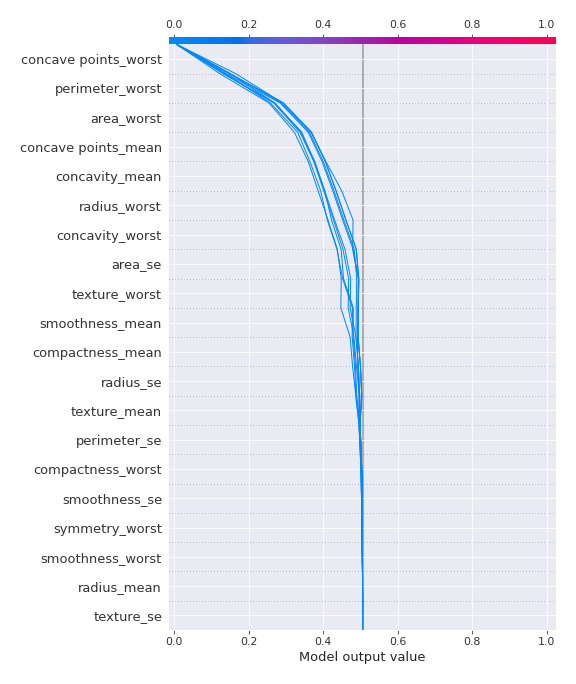 0.0 0.2 0.4 0.6 0.8 1.0
concave points_worst
perimeter_worst
area_worst
concave points_mean
concavity_mean
radius_worst
concavity_worst
area_se
texture_worst
smoothness_mean
compactness_mean
radius_se
texture_mean
perimeter_se
compactness_worst
smoothness_se
symmetry_worst
smoothness_worst
radius_mean
texture_se
0.0 0.2 0.4 0.6 0.8 1.0
Model output value